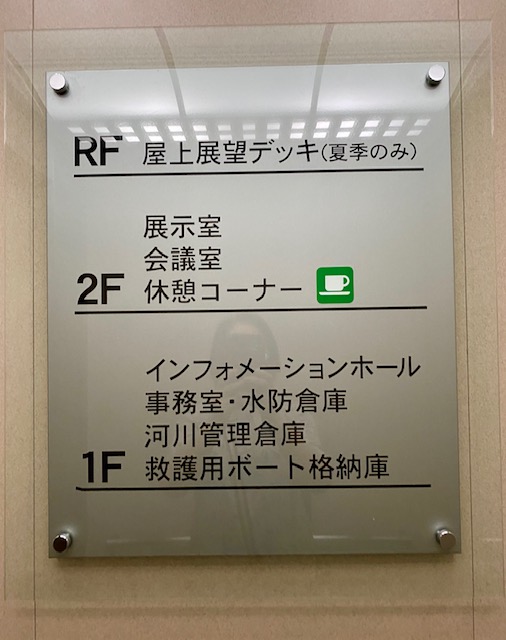 RF 屋上展望デッキ(夏季のみ)
展示室
会議室
2F 休憩コーナー
インフォメーションホール
事務室・水防倉庫
河川管理倉庫
1F 救護用ボート格納庫